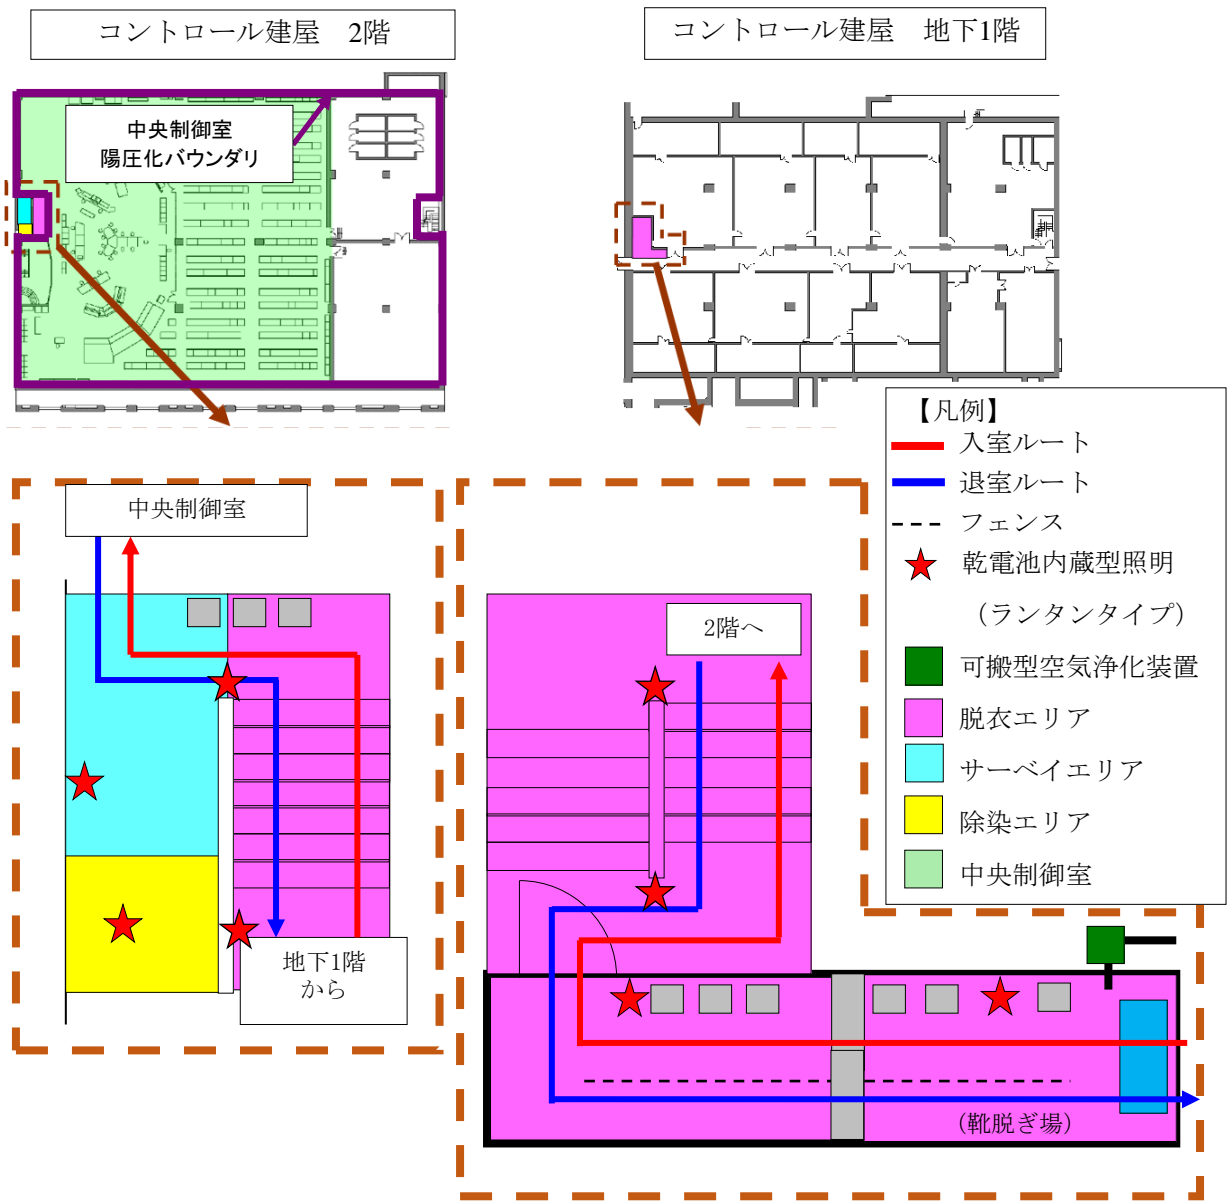 コントロール建屋　2階
コントロール建屋　地下1階
中央制御室
陽圧化バウンダリ
【凡例】
入室ルート
退室ルート
フェンス
乾電池内蔵型照明
（ランタンタイプ）
可搬型空気浄化装置
脱衣エリア
サーベイエリア
除染エリア
中央制御室
中央制御室
地下1階
から
2階へ
（靴脱ぎ場）